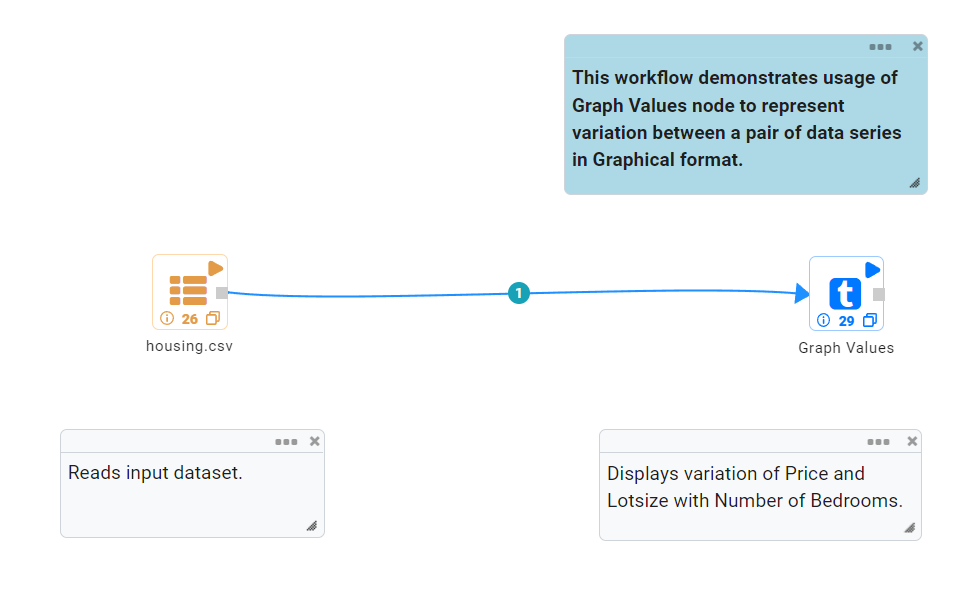 This workflow demonstrates usage of
Graph Values node to represent
variation between a pair of data series
in Graphical format.
1
26
housing.csv
t
29
Graph Values
Reads input dataset.
Displays variation of Price and
Lotsize with Number of Bedrooms.